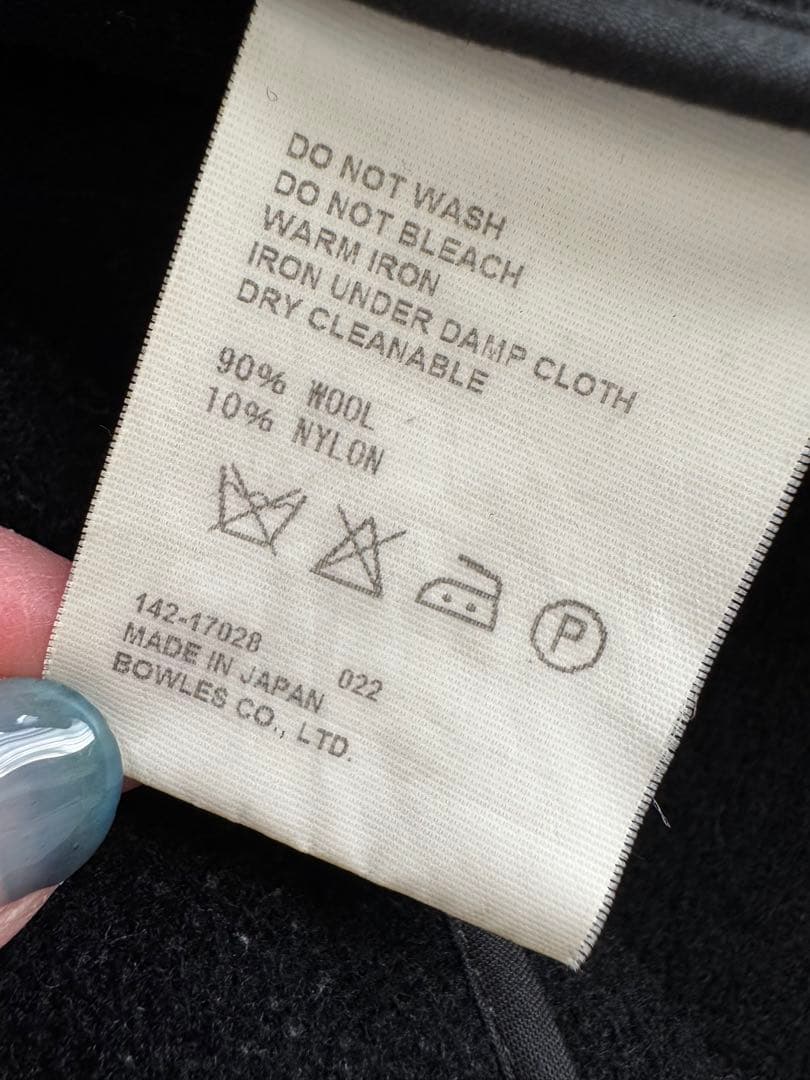 DO NOT WASH
DO NOT BLEACH
WARM IRON
IRON UNDER DAMP CLOTH
DRY CLEANABLE
90% WOOL
10% NYLON
P
142-17028
MADE IN JAPAN 022
BOWLES CO., LTD.